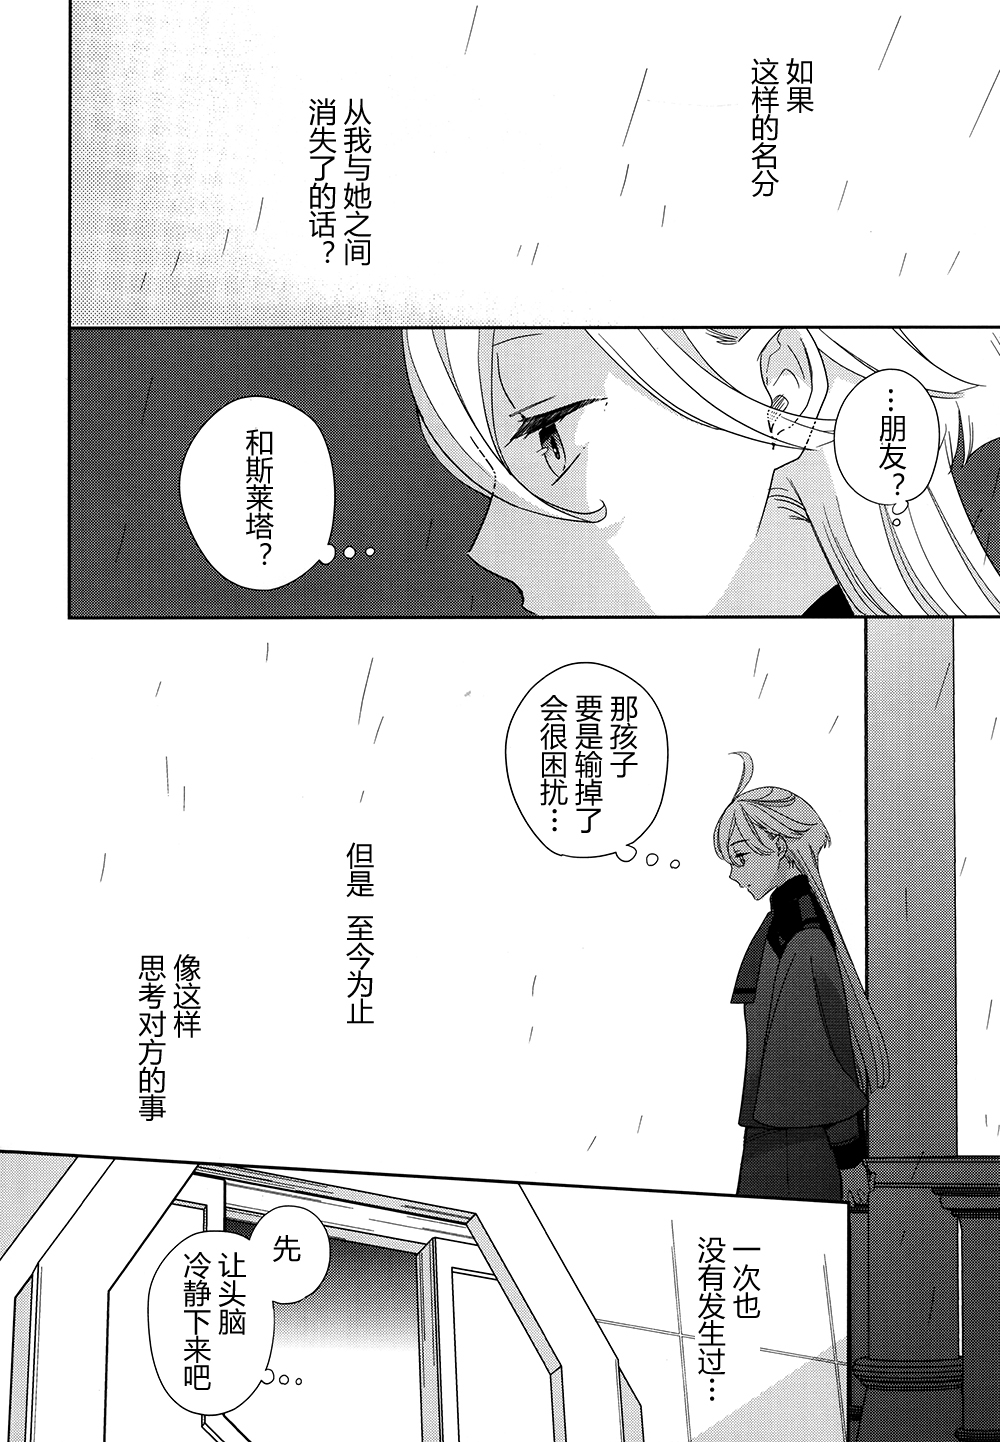 如果
这样的名分
从我与她之间
消失了的话？
…朋友？
和斯莱塔？
那孩子
要是输掉了
会很困扰…
但是 至今为止
像这样
思考对方的事
一次也
没有发生过…
先
让头脑
冷静下来吧